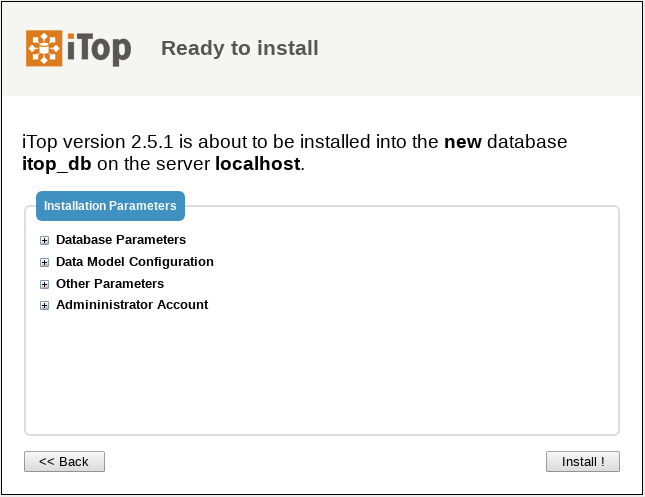 iTop
Ready to install
iTop version 2.5.1 is about to be installed into the new database
itop_db on the server localhost.
Installation Parameters
Database Parameters
Data Model Configuration
Other Parameters
Admininistrator Account
<< Back
Install !